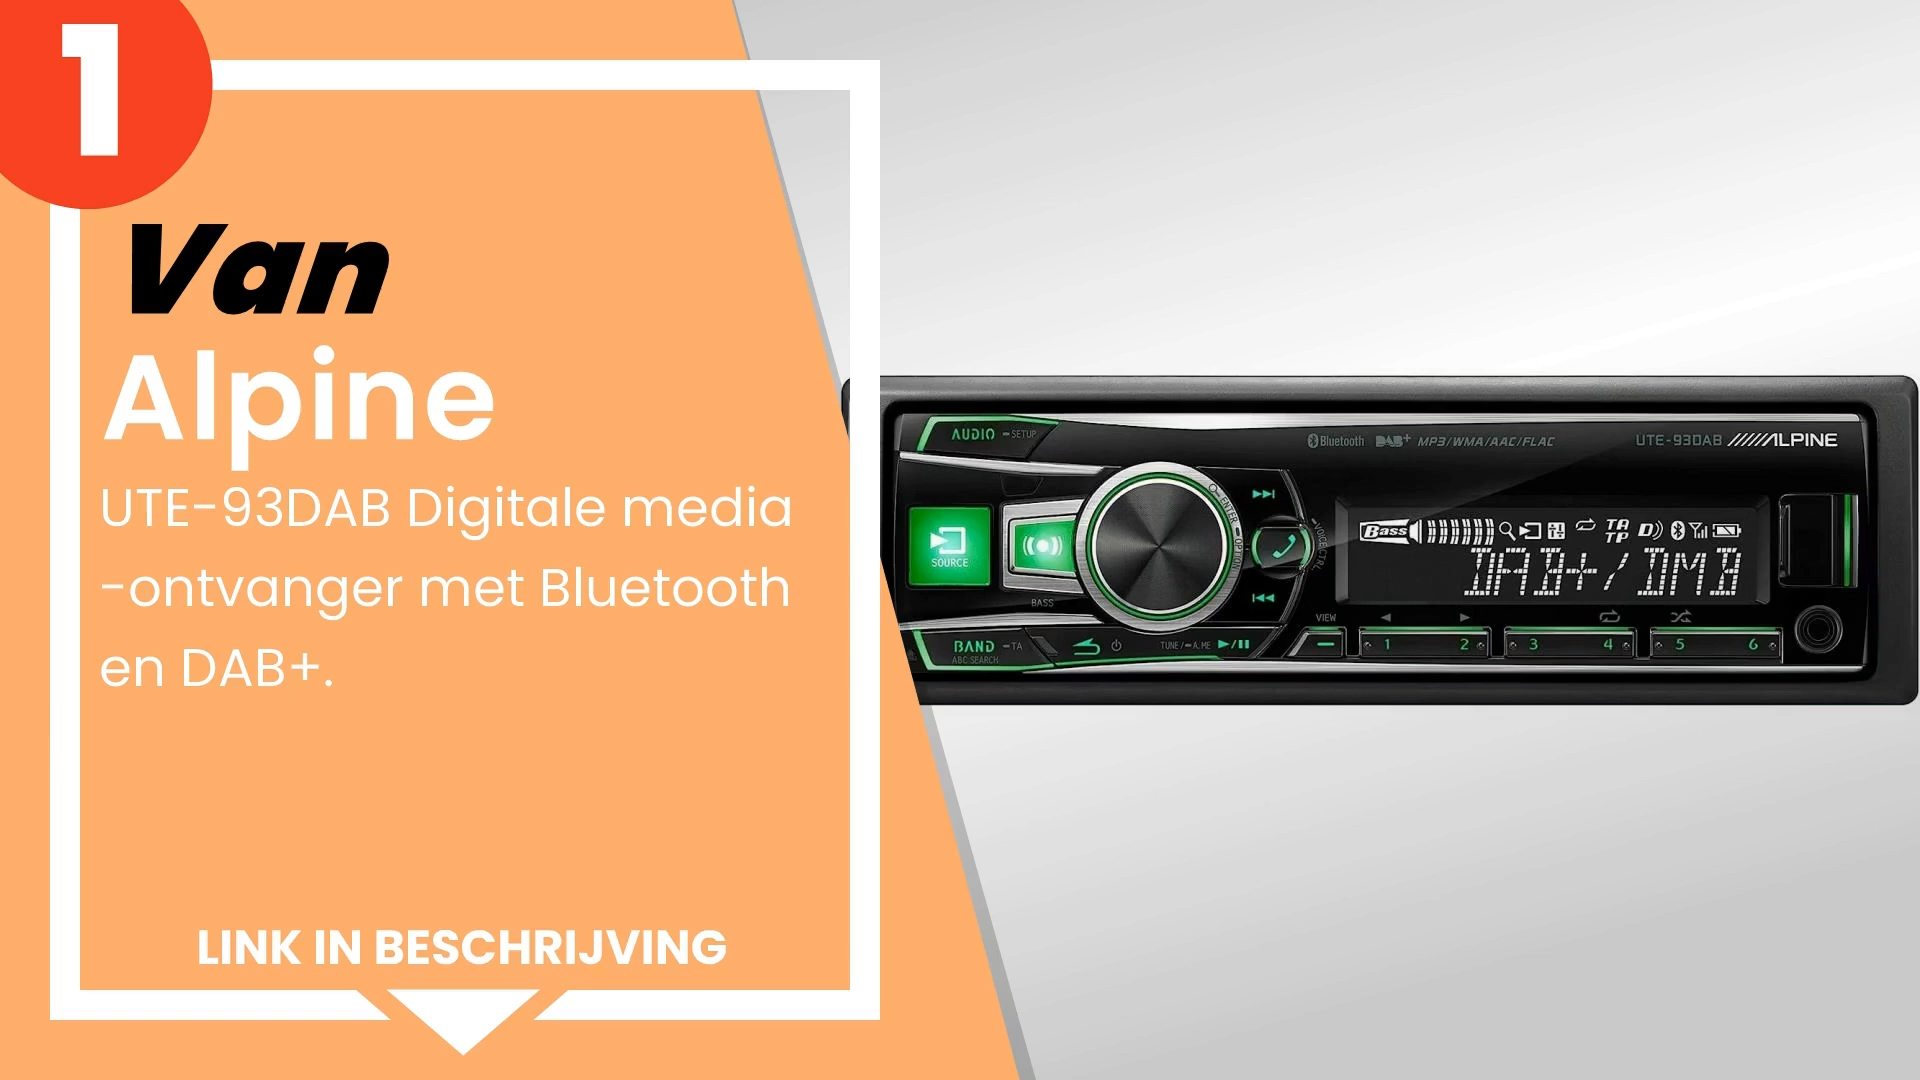 1
Van
Alpine
UTE-93DAB Digitale media
-ontvanger met Bluetooth
en DAB+.
LINK IN BESCHRIJVING
AUDIO SETUP
Bluetooth DAB+ MP3/WMA/AAC/FLAC
UTE-93DAB ALPINE
ENTER
OPTION
VOICE CTRL
SOURCE
Bass TA TP D
DAB+/DMB
BASS
VIEW
BAND TA
ABC SEARCH
TUNE/A.ME
1 2 3 4 5 6